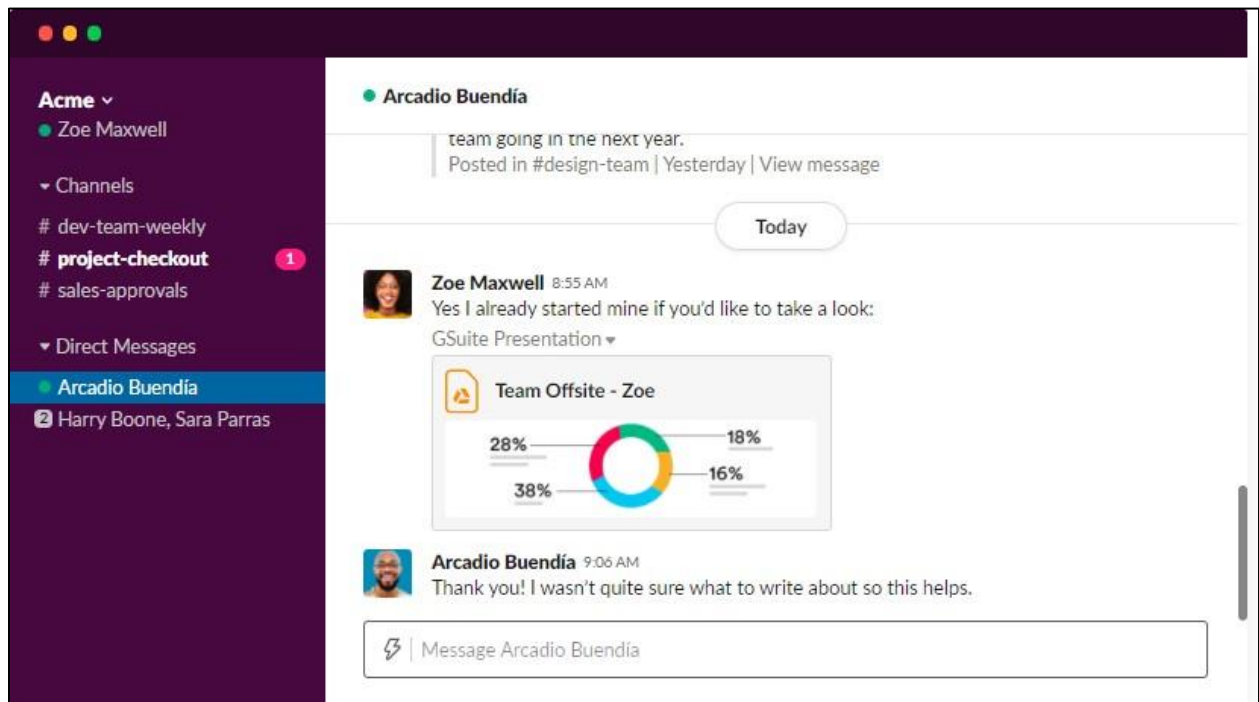 Acme
Zoe Maxwell
Channels
# dev-team-weekly
# project-checkout 1
# sales-approvals
Direct Messages
Arcadio Buendía
2 Harry Boone, Sara Parras
Arcadio Buendía
team going in the next year.
Posted in #design-team | Yesterday | View message
Today
Zoe Maxwell 8:55 AM
Yes I already started mine if you’d like to take a look:
GSuite Presentation
Team Offsite - Zoe
28% 18%
38% 16%
Arcadio Buendía 9:06 AM
Thank you! I wasn’t quite sure what to write about so this helps.
Message Arcadio Buendía